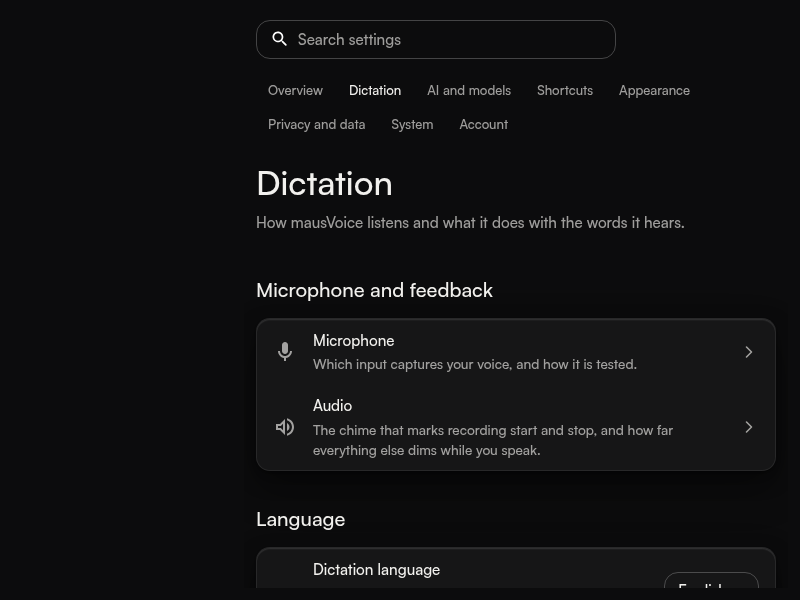 Search settings
Overview
Dictation
AI and models
Shortcuts
Appearance
Privacy and data
System
Account
Dictation
How mausVoice listens and what it does with the words it hears.
Microphone and feedback
Microphone
Which input captures your voice, and how it is tested.
Audio
The chime that marks recording start and stop, and how far
everything else dims while you speak.
Language
Dictation language